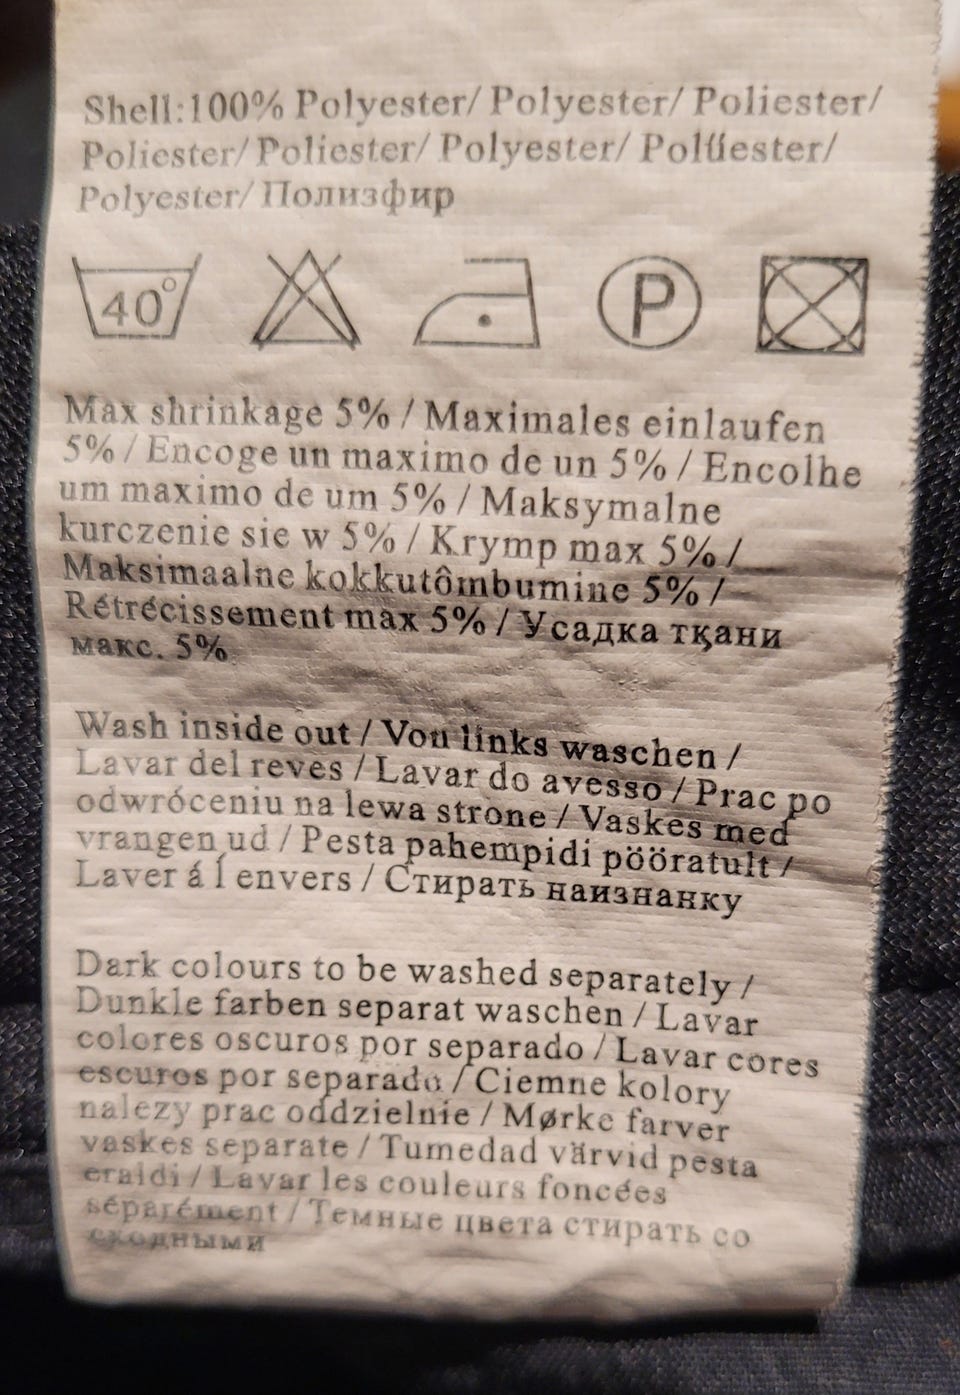 Shell:100% Polyester/ Polyester/ Poliester/
Poliester/ Poliester/ Polyester/ Polüester/
Polyester/ Полизфир
40°
P
Max shrinkage 5% / Maximales einlaufen
5% / Encoge un maximo de un 5% / Encolhe
um maximo de um 5% / Maksymalne
kurczenie sie w 5% / Krymp max 5% /
Maksimaalne kokkutômbumine 5% /
Rétrécissement max 5% / Усадка ткани
макс. 5%
Wash inside out / Von links waschen /
Lavar del reves / Lavar do avesso / Prac po
odwróceniu na lewa strone / Vaskes med
vrangen ud / Pesta pahempidi pööratult /
Laver á ĺ envers / Стирать наизнанку
Dark colours to be washed separately /
Dunkle farben separat waschen / Lavar
colores oscuros por separado / Lavar cores
escuros por separado / Ciemne kolory
nalezy prac oddzielnie / Mørke farver
vaskes separate / Tumedad värvid pesta
eraldi / Lavar les couleurs foncées
séparément / Темные цвета стирать со
сходными